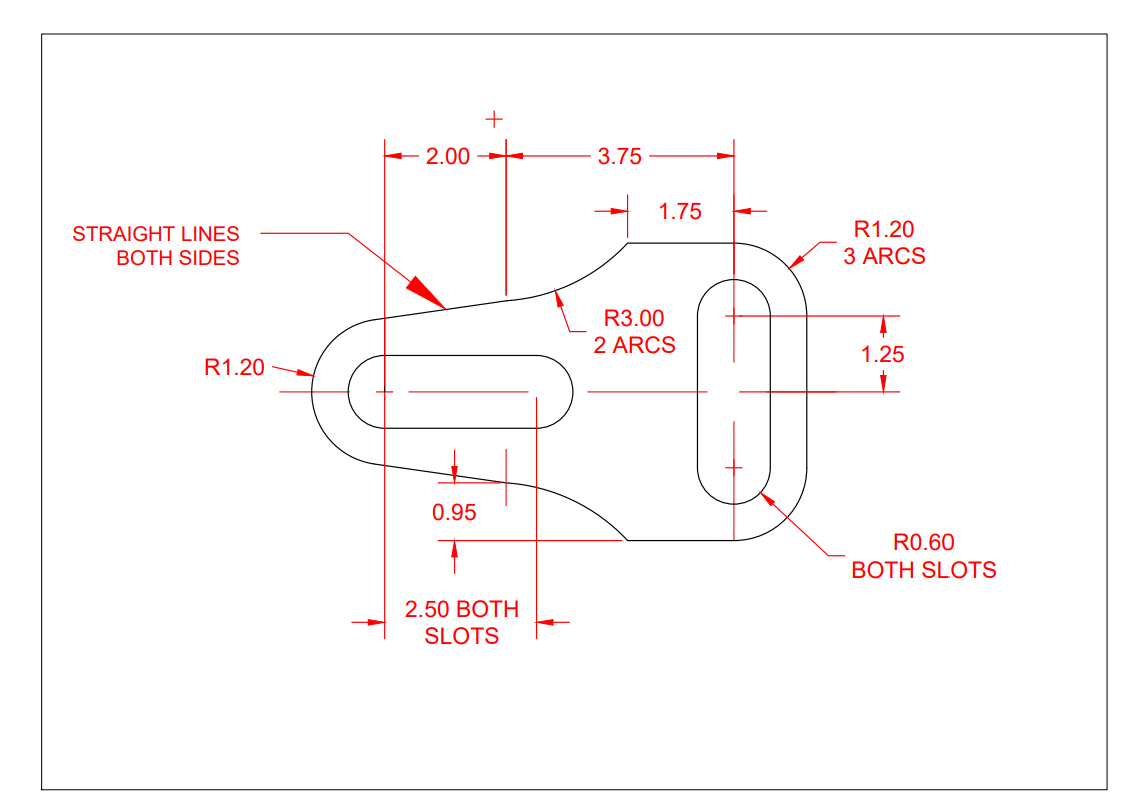 2.00
3.75
1.75
STRAIGHT LINES
BOTH SIDES
R1.20
3 ARCS
R3.00
2 ARCS
1.25
R1.20
0.95
R0.60
BOTH SLOTS
2.50 BOTH
SLOTS